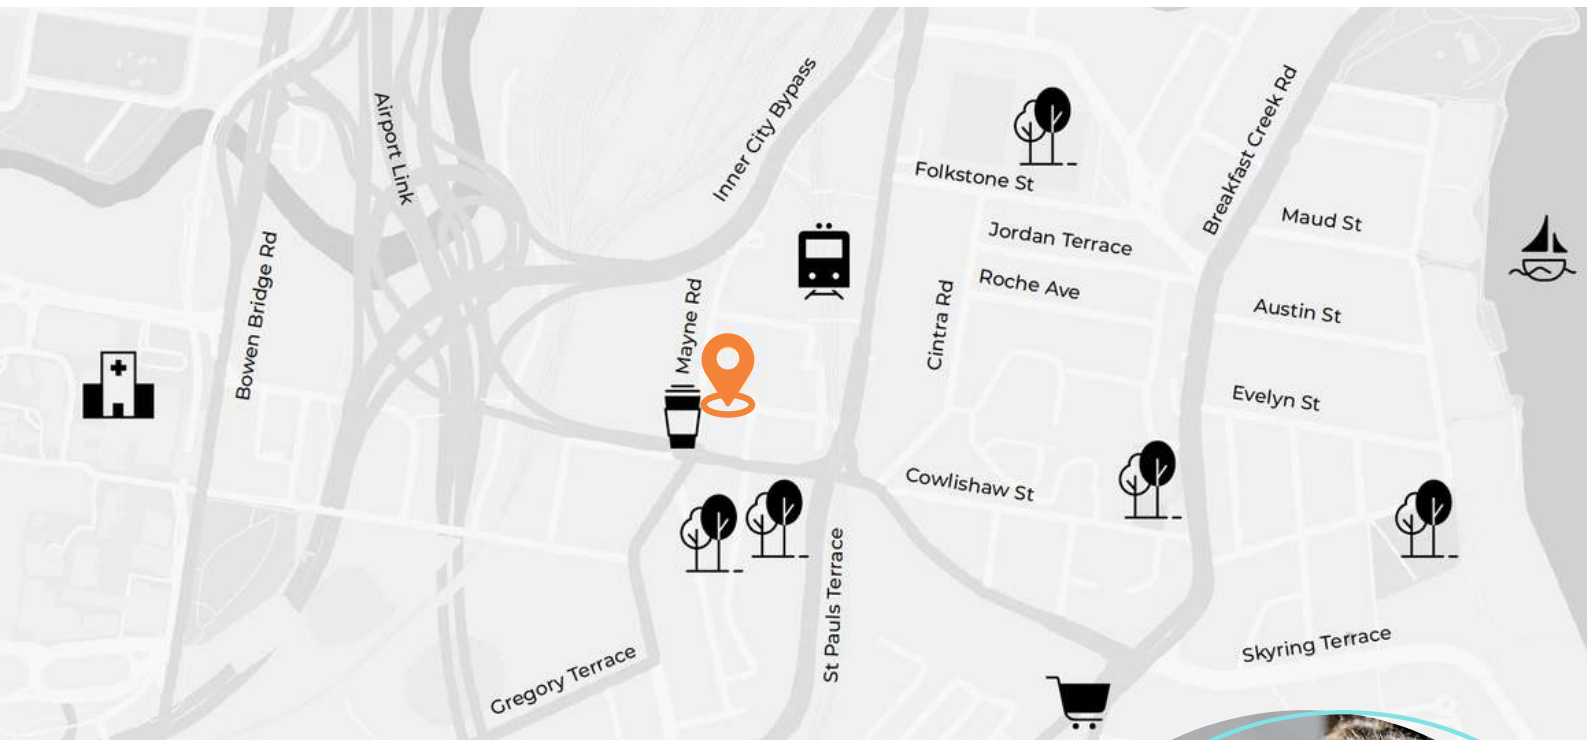 Airport Link
Inner City Bypass
Breakfast Creek Rd
Folkstone St
Maud St
Jordan Terrace
Bowen Bridge Rd
Mayne Rd
Cintra Rd
Roche Ave
Austin St
Evelyn St
Cowlishaw St
St Pauls Terrace
Gregory Terrace
Skyring Terrace